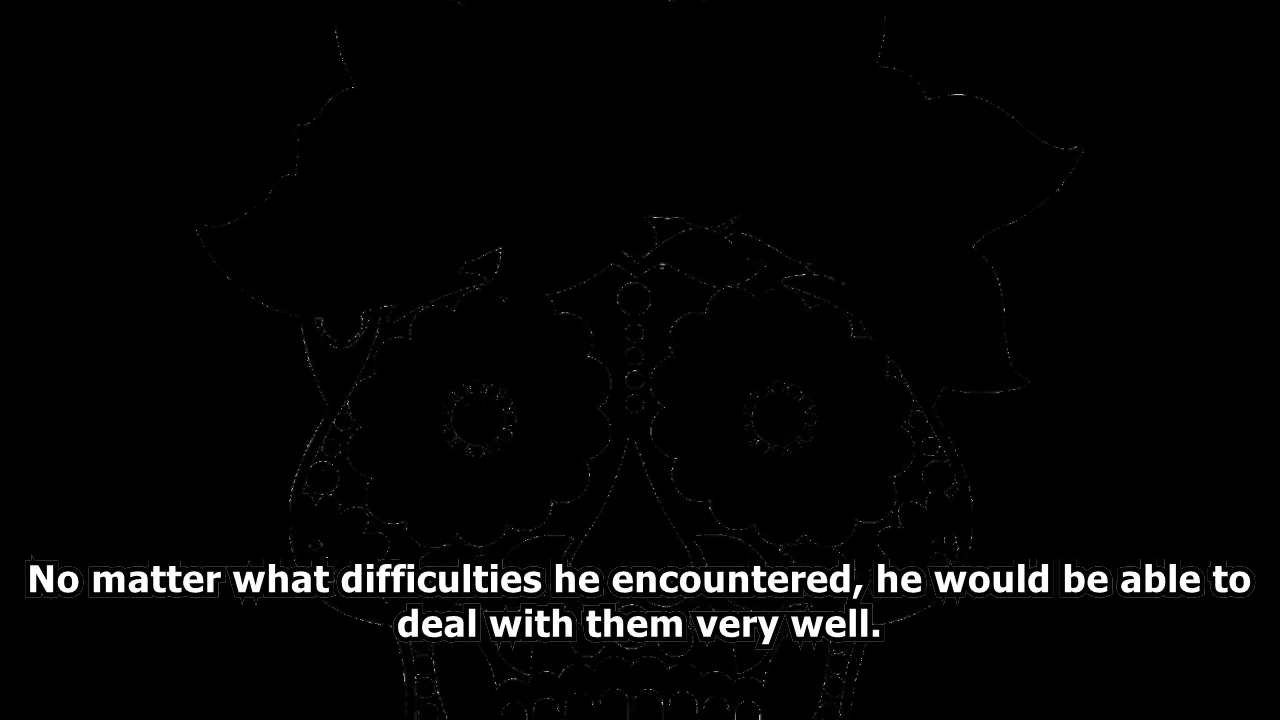 No matter what difficulties he encountered, he would be able to
deal with them very well.